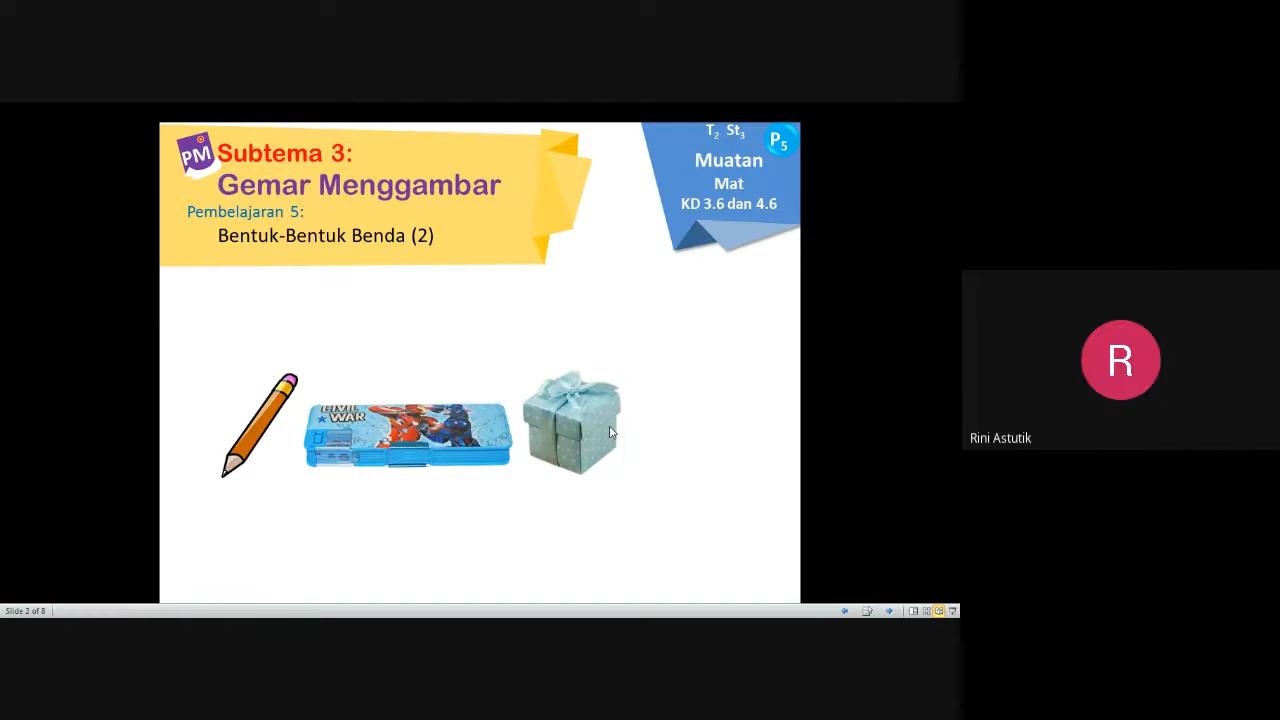 PM
Subtema 3:
Gemar Menggambar
Pembelajaran 5:
Bentuk-Bentuk Benda (2)
T2 St3
P5
Muatan
Mat
KD 3.6 dan 4.6
CIVIL
WAR
R
Rini Astutik
Slide 2 of 8